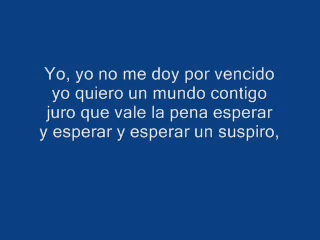 Yo, yo no me doy por vencido
yo quiero un mundo contigo
juro que vale la pena esperar
y esperar y esperar un suspiro,